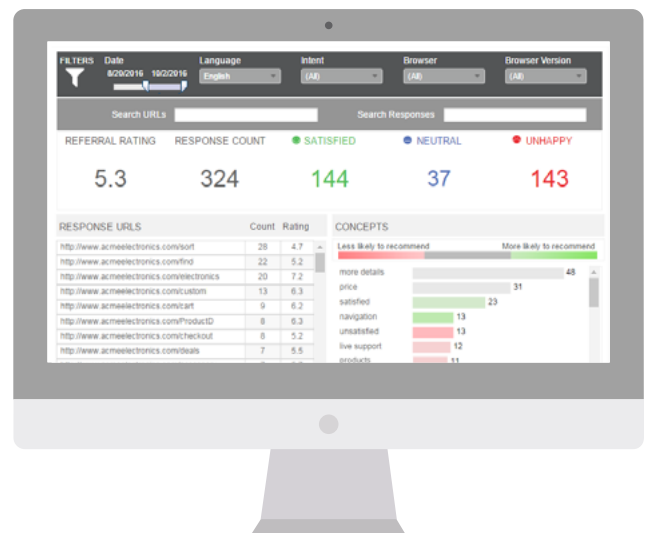 FILTERS Date Language Intent Browser Browser Version
8/29/2016 10/2/2016 English (All) (All) (All)
Search URLs Search Responses
REFERRAL RATING RESPONSE COUNT SATISFIED NEUTRAL UNHAPPY
5.3 324 144 37 143
RESPONSE URLS Count Rating
http://www.acmeelectronics.com/sort 28 4.7
http://www.acmeelectronics.com/find 22 5.2
http://www.acmeelectronics.com/electronics 20 7.2
http://www.acmeelectronics.com/custom 13 6.3
http://www.acmeelectronics.com/cart 9 6.2
http://www.acmeelectronics.com/ProductD 8 6.3
http://www.acmeelectronics.com/checkout 8 5.2
http://www.acmeelectronics.com/deals 7 5.5
CONCEPTS
Less likely to recommend More likely to recommend
more details 48
price 31
satisfied 23
navigation 13
unsatisfied 13
live support 12
products 11